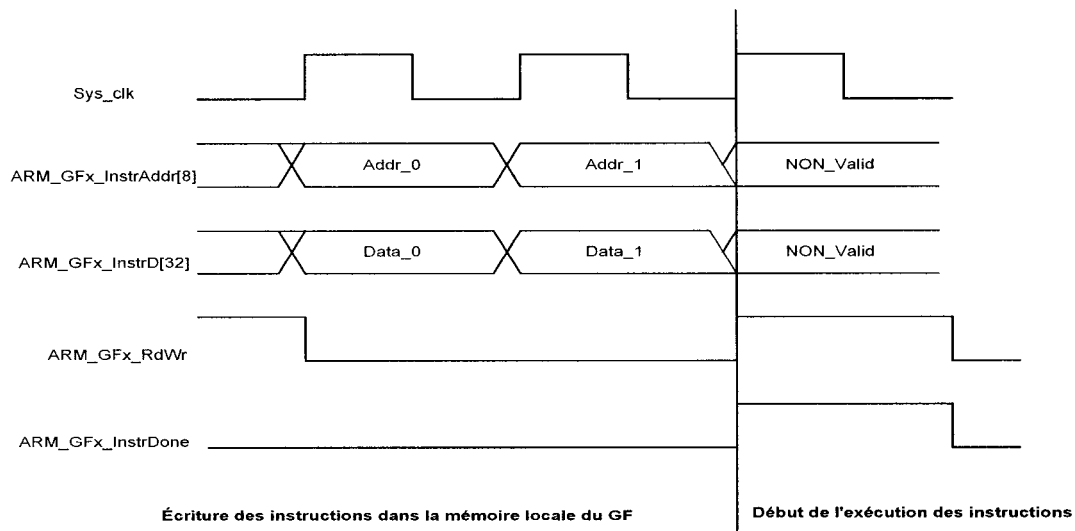 Sys_clk
ARM_GFx_InstrAddr[8]
Addr_0
Addr_1
NON_Valid
ARM_GFx_InstrD[32]
Data_0
Data_1
NON_Valid
ARM_GFx_RdWr
ARM_GFx_InstrDone
Écriture des instructions dans la mémoire locale du GF
Début de l'exécution des instructions